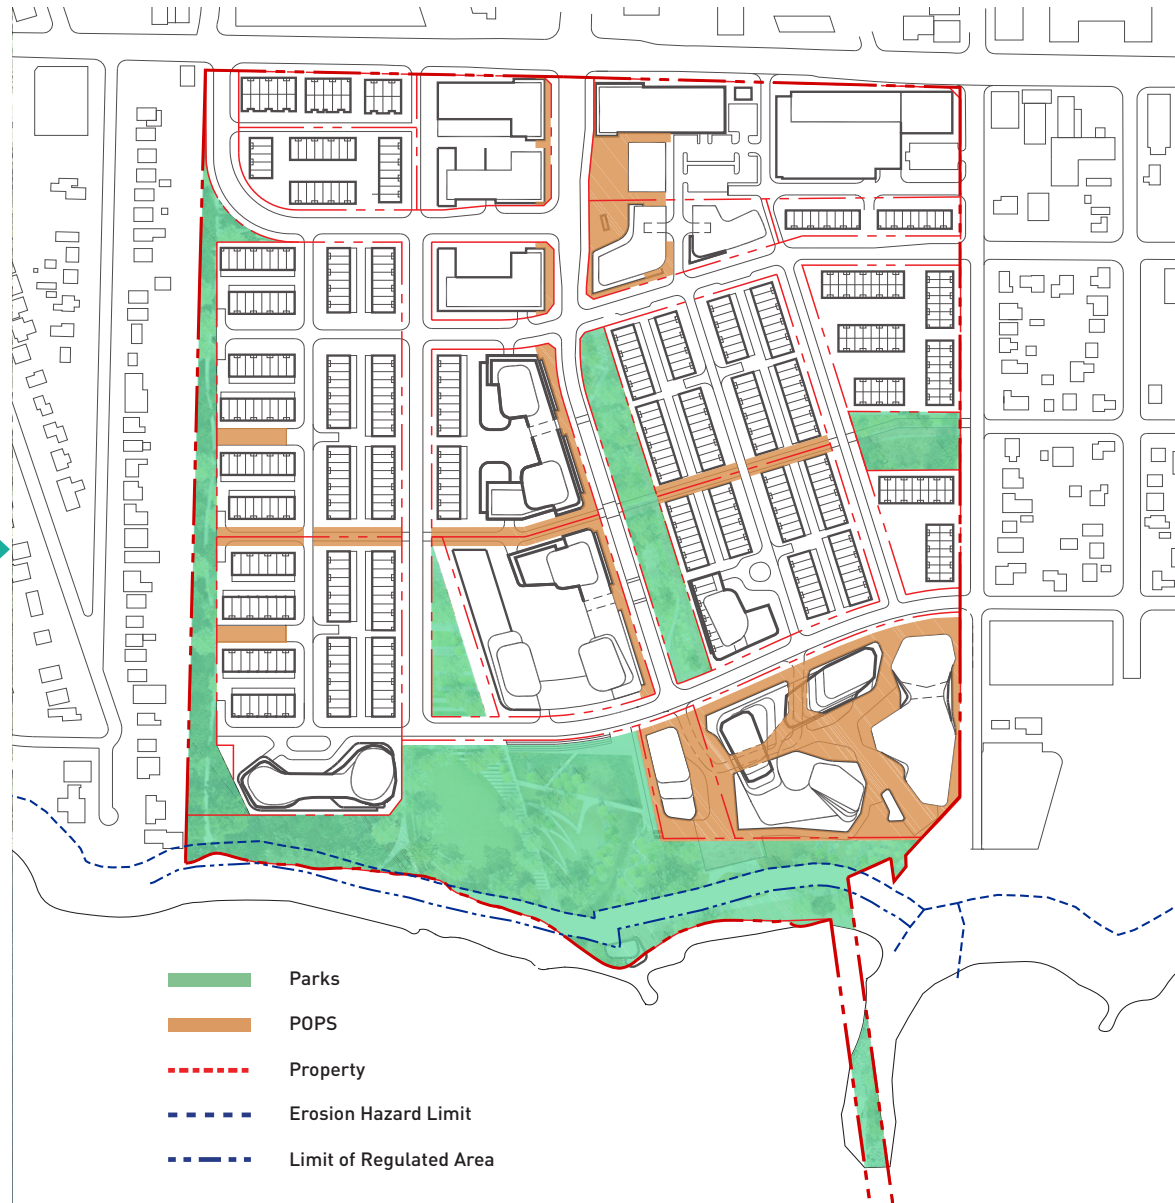 Parks
POPS
Property
Erosion Hazard Limit
Limit of Regulated Area